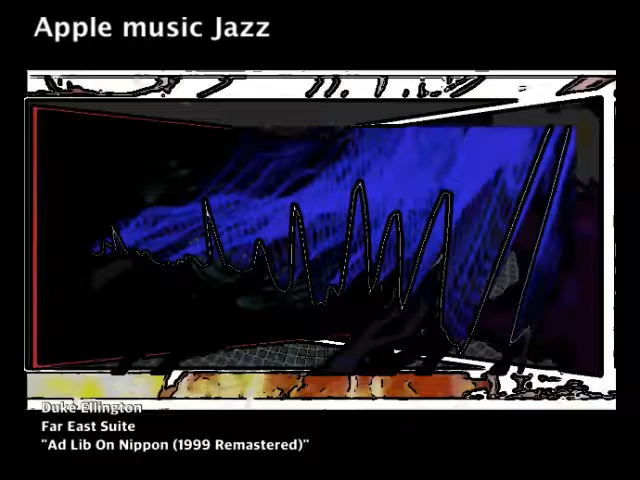 Apple music Jazz
Duke Ellington
Far East Suite
"Ad Lib On Nippon (1999 Remastered)"